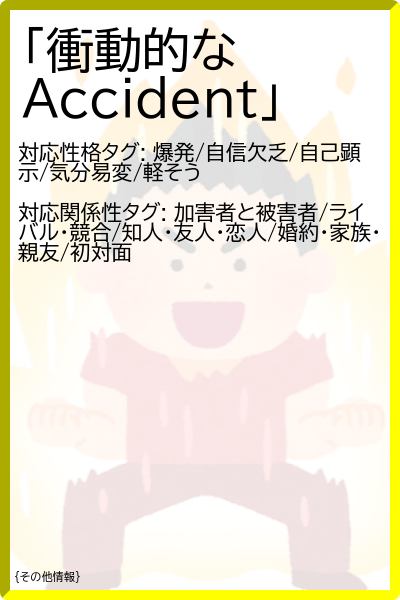 「衝動的な
Accident」
対応性格タグ: 爆発/自信欠乏/自己顕
示/気分易変/軽そう
対応関係性タグ: 加害者と被害者/ライ
バル・競合/知人・友人・恋人/婚約・家族・
親友/初対面
{その他情報}